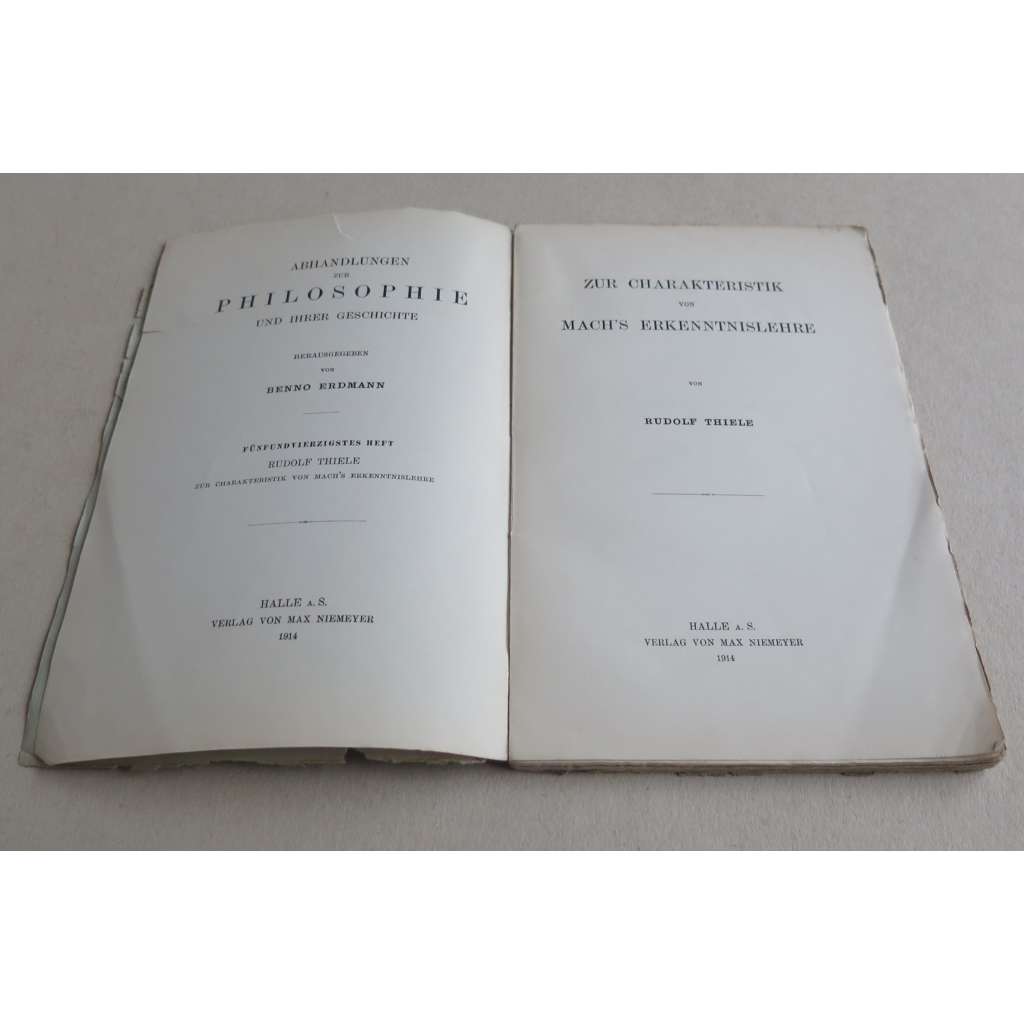 ABHANDLUNGEN
ZUR
PHILOSOPHIE
UND IHRER GESCHICHTE
HERAUSGEGEBEN
VON
BENNO ERDMANN
FÜNFUNDVIERZIGSTES HEFT
RUDOLF THIELE
ZUR CHARAKTERISTIK VON MACH'S ERKENNTNISLEHRE
HALLE A. S.
VERLAG VON MAX NIEMEYER
1914
ZUR CHARAKTERISTIK
VON
MACH'S ERKENNTNISLEHRE
VON
RUDOLF THIELE
HALLE A. S.
VERLAG VON MAX NIEMEYER
1914